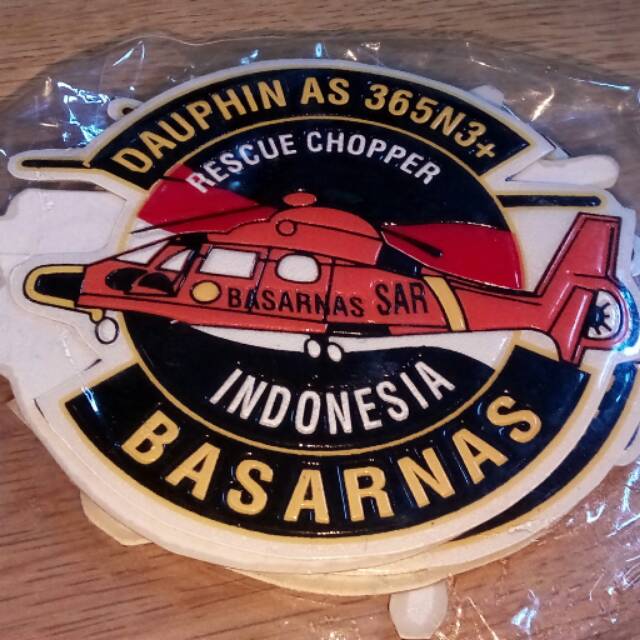 DAUPHIN AS 365N3+
RESCUE CHOPPER
BASARNAS SAR
INDONESIA
BASARNAS